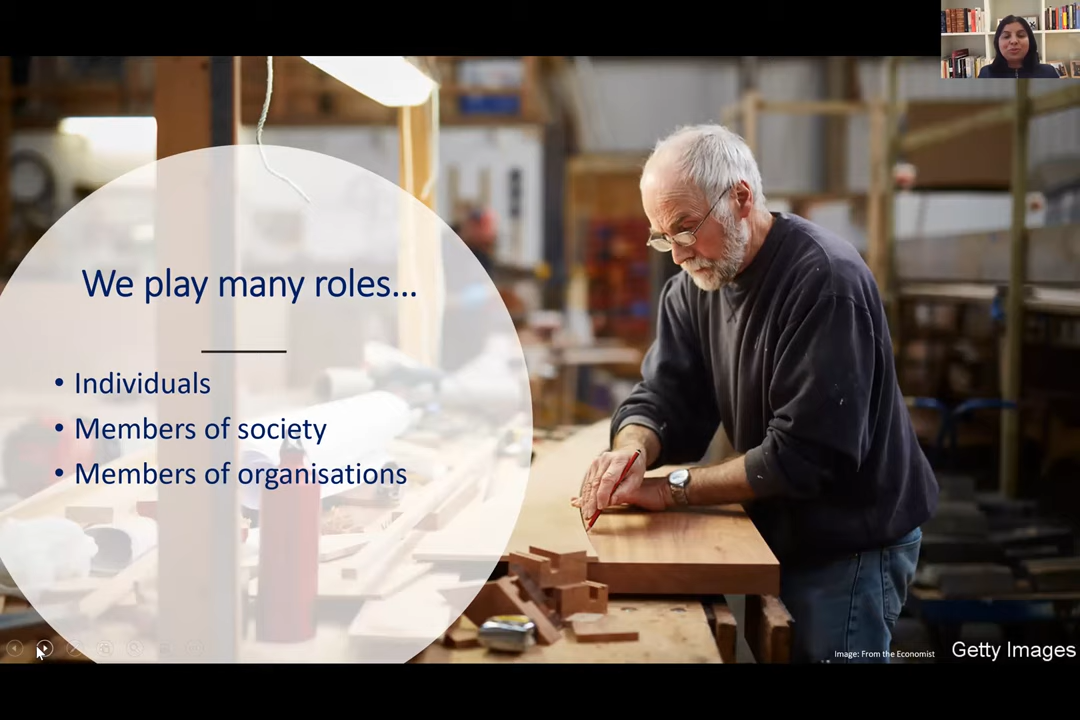 We play many roles...
• Individuals
• Members of society
• Members of organisations
Image: From the Economist
Getty Images